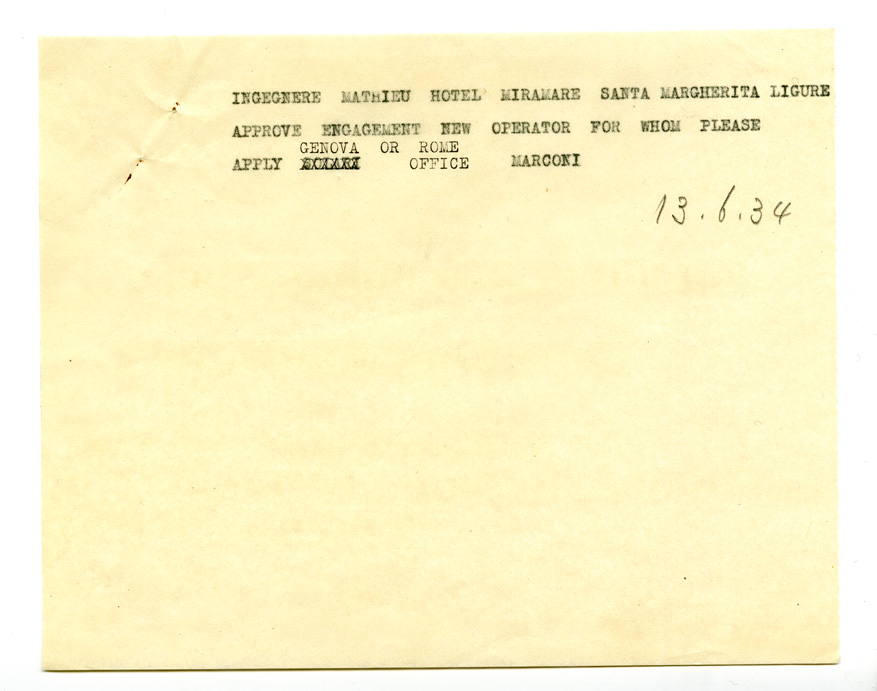 INGEGNERE MATHIEU HOTEL MIRAMARE SANTA MARGHERITA LIGURE
APPROVE ENGAGEMENT NEW OPERATOR FOR WHOM PLEASE
GENOVA OR ROME
APPLY OFFICE MARCONI
13.6.34